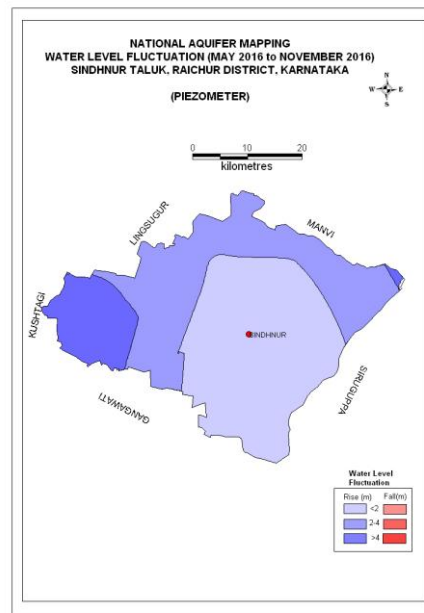 NATIONAL AQUIFER MAPPING
WATER LEVEL FLUCTUATION (MAY 2016 to NOVEMBER 2016)
SINDHNUR TALUK, RAICHUR DISTRICT, KARNATAKA
(PIEZOMETER)
N
W E
S
0 10 20
kilometres
LINGSUGUR
MANVI
KUSHTAGI
SINDHNUR
GANGAWATI
SIRUGUPPA
Water Level
Fluctuation
Rise (m) Fall(m)
<2
2-4
>4